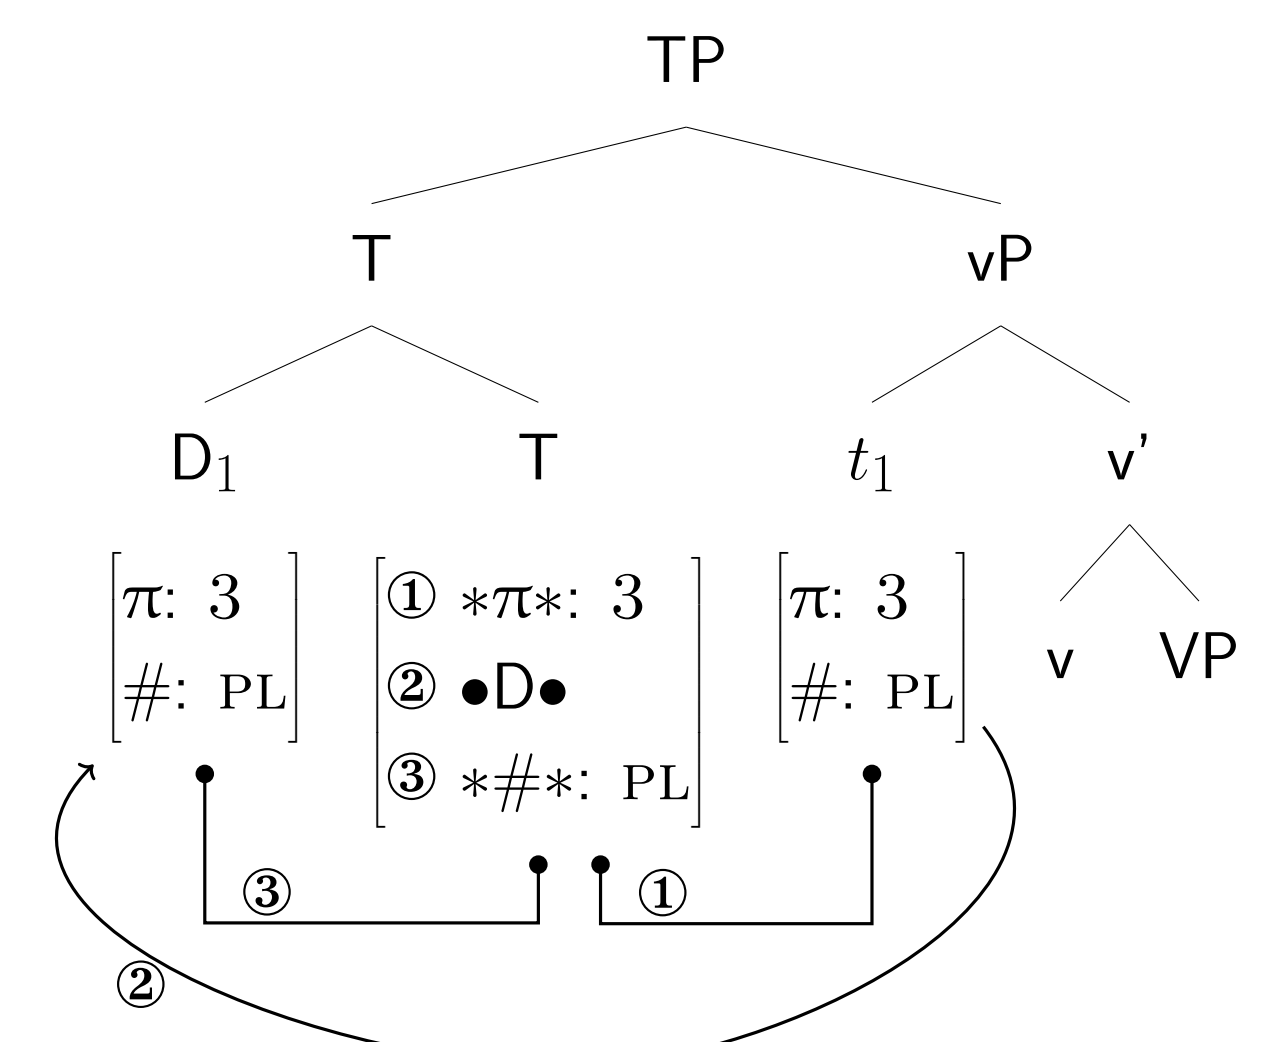 TP
T vP
D₁ T t₁ v'
π: 3 ① *π*: 3 π: 3
v VP
#: PL ② ●D● #: PL
③ *#*: PL
③ ①
②